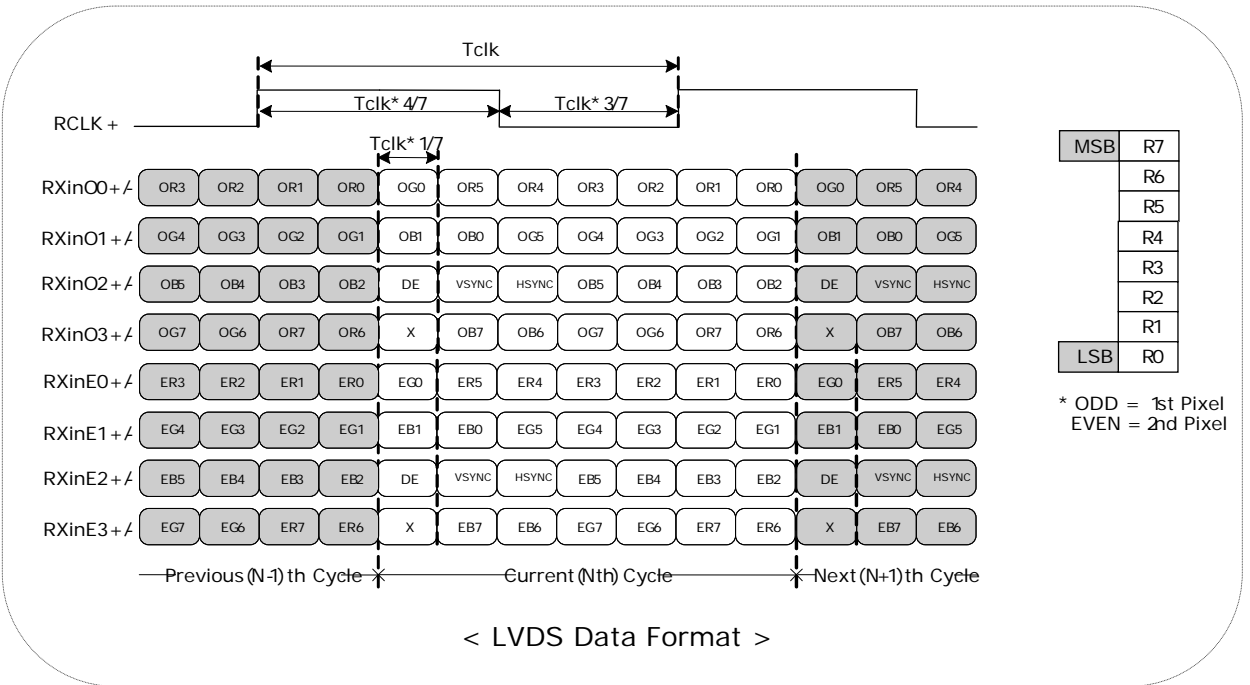 Tclk
Tclk* 4/7 Tclk* 3/7
RCLK +
Tclk* 1/7
MSB R7
R6
R5
R4
R3
R2
R1
LSB R0
RXinO0+/- OR3 OR2 OR1 OR0 OG0 OR5 OR4 OR3 OR2 OR1 OR0 OG0 OR5 OR4
RXinO1+/- OG4 OG3 OG2 OG1 OB1 OB0 OG5 OG4 OG3 OG2 OG1 OB1 OB0 OG5
RXinO2+/- OB5 OB4 OB3 OB2 DE VSYNC HSYNC OB5 OB4 OB3 OB2 DE VSYNC HSYNC
RXinO3+/- OG7 OG6 OR7 OR6 X OB7 OB6 OG7 OG6 OR7 OR6 X OB7 OB6
RXinE0+/- ER3 ER2 ER1 ER0 EG0 ER5 ER4 ER3 ER2 ER1 ER0 EG0 ER5 ER4
RXinE1+/- EG4 EG3 EG2 EG1 EB1 EB0 EG5 EG4 EG3 EG2 EG1 EB1 EB0 EG5
RXinE2+/- EB5 EB4 EB3 EB2 DE VSYNC HSYNC EB5 EB4 EB3 EB2 DE VSYNC HSYNC
RXinE3+/- EG7 EG6 ER7 ER6 X EB7 EB6 EG7 EG6 ER7 ER6 X EB7 EB6
* ODD = 1st Pixel
EVEN = 2nd Pixel
Previous(N-1)th Cycle Current(Nth) Cycle Next(N+1)th Cycle
< LVDS Data Format >